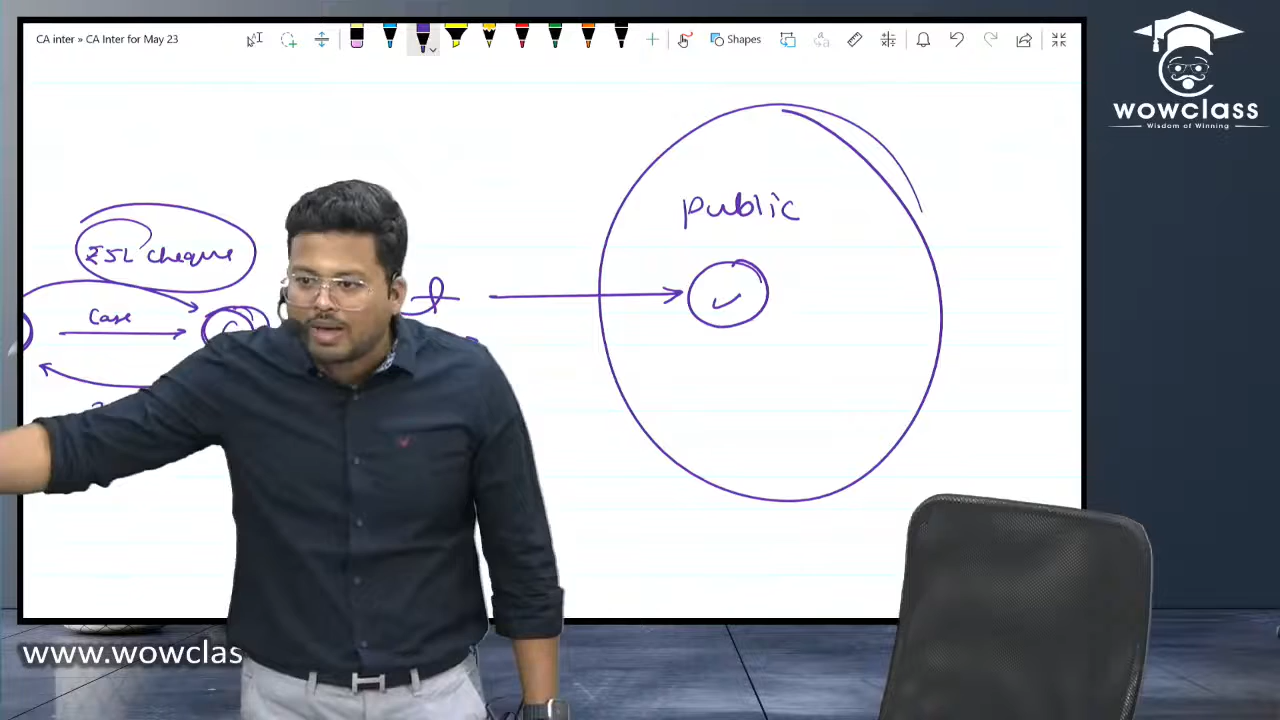 CA inter » CA Inter for May 23
Shapes
wowclass
Wisdom of Winning
public
₹5L cheque
Case
www.wowclas